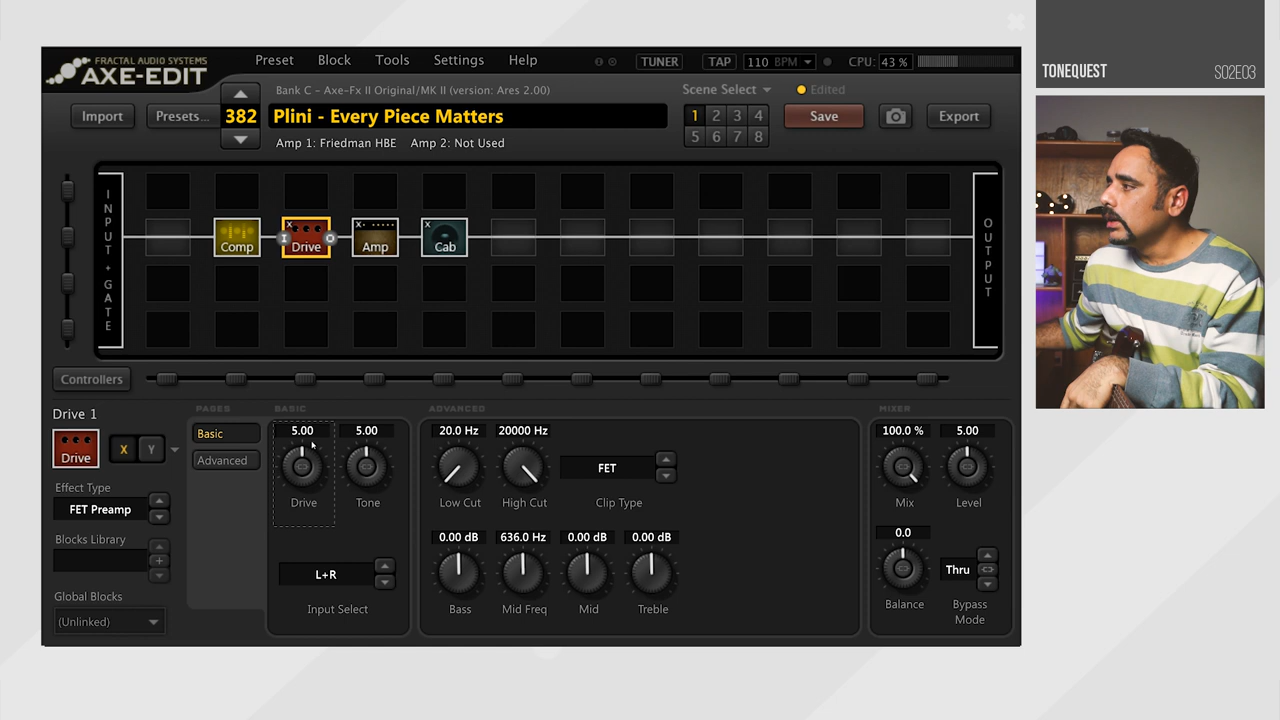 FRACTAL AUDIO SYSTEMS
AXE-EDIT
Preset Block Tools Settings Help
TUNER TAP 110 BPM CPU: 43 %
Bank C - Axe-Fx II Original/MK II (version: Ares 2.00)
Scene Select Edited
Import Presets... 382 Plini - Every Piece Matters 1 2 3 4 Save Export
5 6 7 8
Amp 1: Friedman HBE Amp 2: Not Used
INPUT + GATE
X X X
Comp I Drive O Amp Cab
OUTPUT
Controllers
Drive 1
Drive
X Y
Effect Type
FET Preamp
Blocks Library
Global Blocks
(Unlinked)
PAGES
Basic
Advanced
BASIC
5.00 5.00
Drive Tone
L+R
Input Select
ADVANCED
20.0 Hz 20000 Hz
FET
Low Cut High Cut Clip Type
0.00 dB 636.0 Hz 0.00 dB 0.00 dB
Bass Mid Freq Mid Treble
MIXER
100.0 % 5.00
Mix Level
0.0
Thru
Balance Bypass
Mode
TONEQUEST S02E03